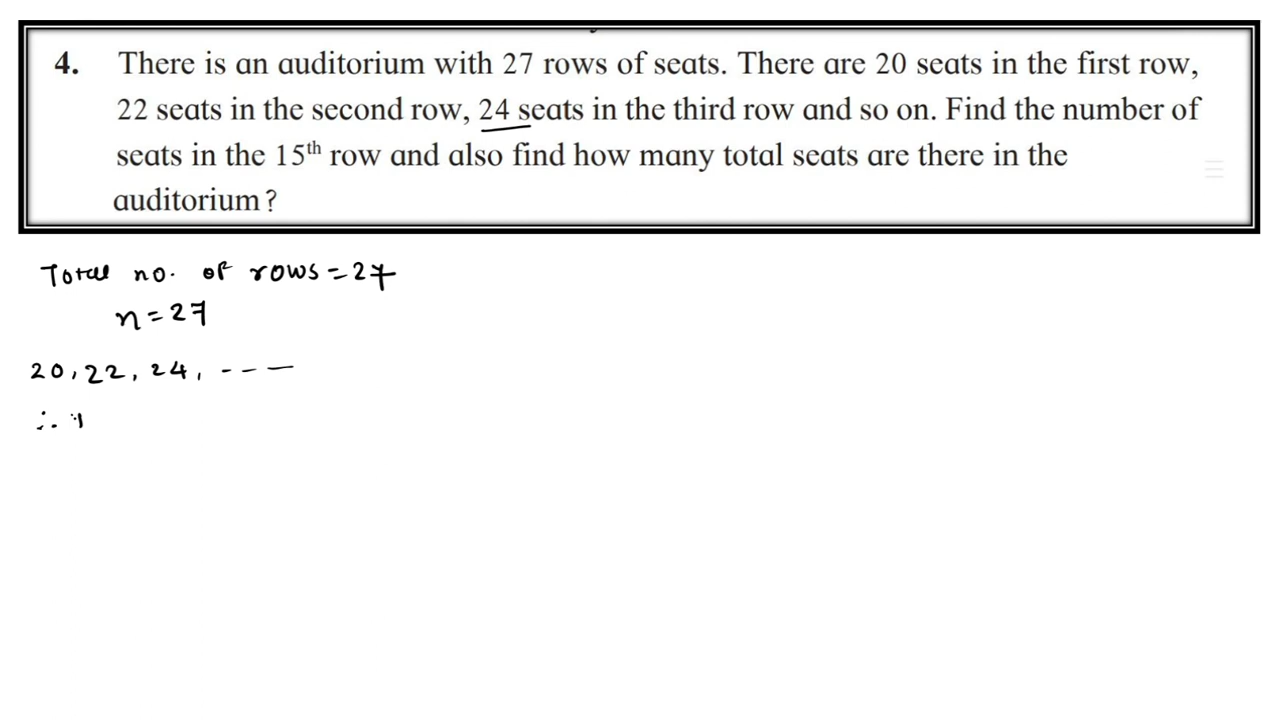 4. There is an auditorium with 27 rows of seats. There are 20 seats in the first row,
22 seats in the second row, 24 seats in the third row and so on. Find the number of
seats in the 15th row and also find how many total seats are there in the
auditorium?
Total no. of rows = 27
n = 27
20, 22, 24, - - —
∴